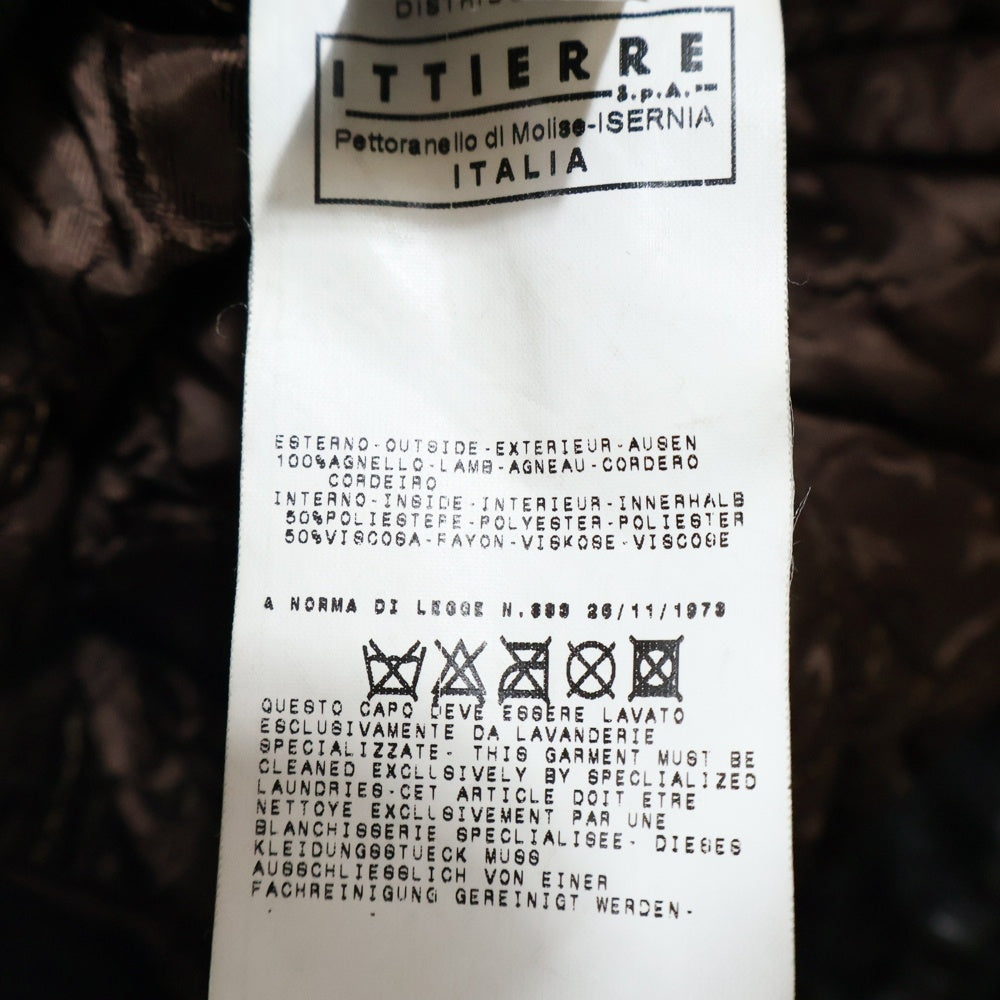 ITTIERRE
S.p.A.
Pettoranello di Molise-ISERNIA
ITALIA
ESTERNO-OUTSIDE-EXTERIEUR-AUSEN
100%AGNELLO-LAMB-AGNEAU-CORDERO
CORDEIRO
INTERNO-INSIDE-INTERIEUR-INNERHALB
50%POLIESTERE-POLYESTER-POLIESTER
50%VISCOSA-RAYON-VISKOSE-VISCOSE
A NORMA DI LEGGE N.883 26/11/1973
QUESTO CAPO DEVE ESSERE LAVATO
ESCLUSIVAMENTE DA LAVANDERIE
SPECIALIZZATE- THIS GARMENT MUST BE
CLEANED EXCLUSIVELY BY SPECLIALIZED
LAUNDRIES-CET ARTICLE DOIT ETRE
NETTOYE EXCLUSIVEMENT PAR UNE
BLANCHISSERIE SPECLIALISEE- DIESES
KLEIDUNGSSTUECK MUSS
AUSSCHLIESSLICH VON EINER
FACHREINIGUNG GEREINIGT WERDEN-